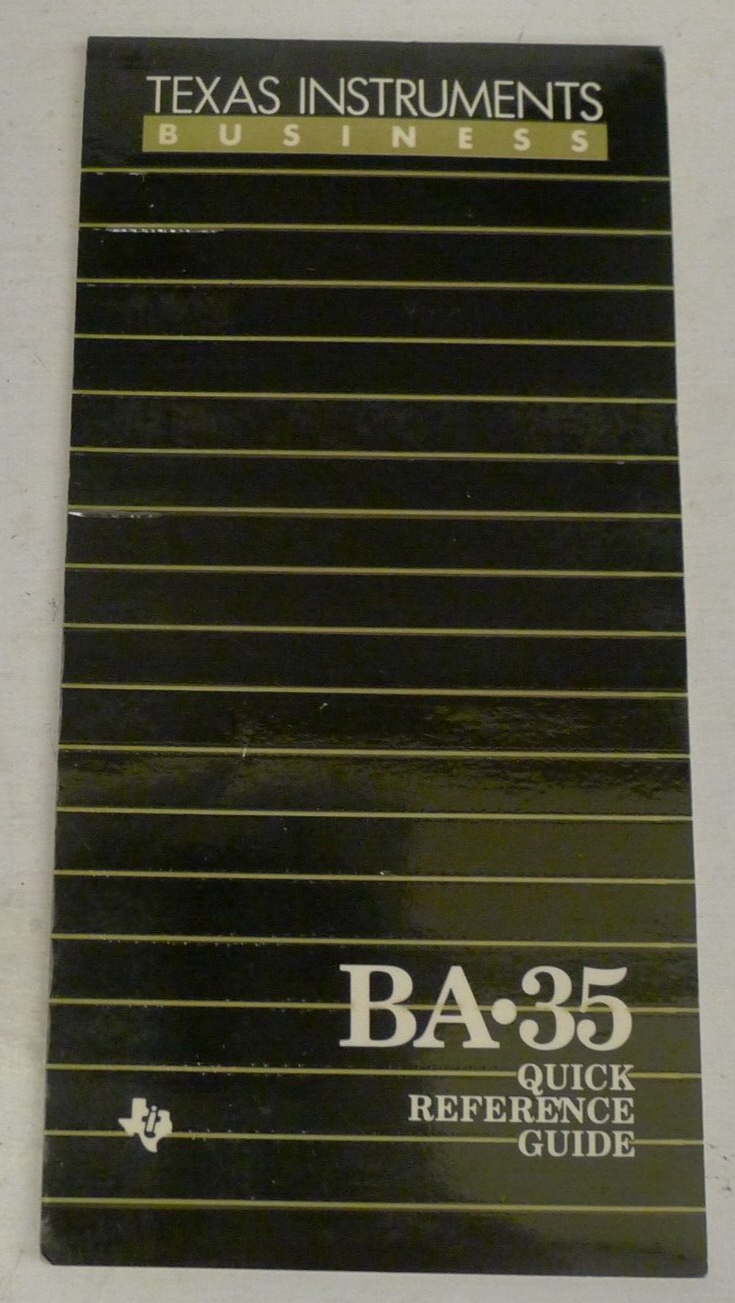 TEXAS INSTRUMENTS
BUSINESS
BA•35
QUICK
REFERENCE
GUIDE